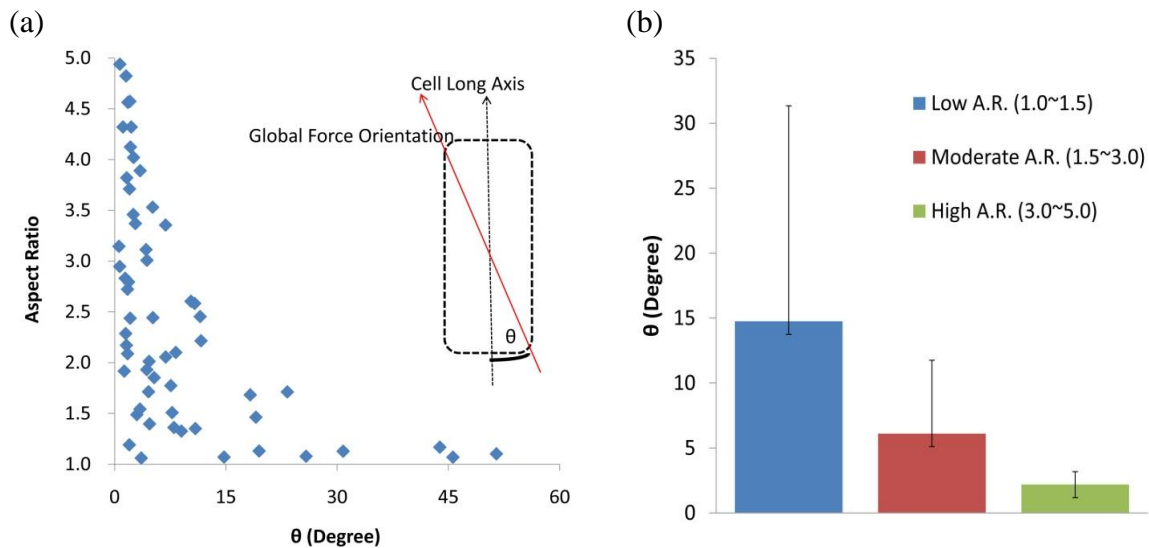 (a)
5.0
4.5
4.0
3.5
3.0
2.5
2.0
1.5
1.0
Aspect Ratio
0
15
30
45
60
θ (Degree)
Cell Long Axis
Global Force Orientation
θ
(b)
35
30
25
20
15
10
5
0
θ (Degree)
Low A.R. (1.0~1.5)
Moderate A.R. (1.5~3.0)
High A.R. (3.0~5.0)